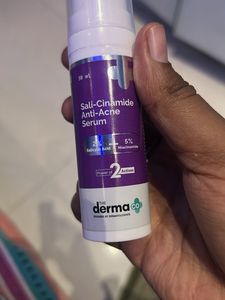 30 ml
Sali-Cinamide
Anti-Acne
Serum
2% 5%
Salicylic Acid Niacinamide
Power of 2 Actives
THE
derma co